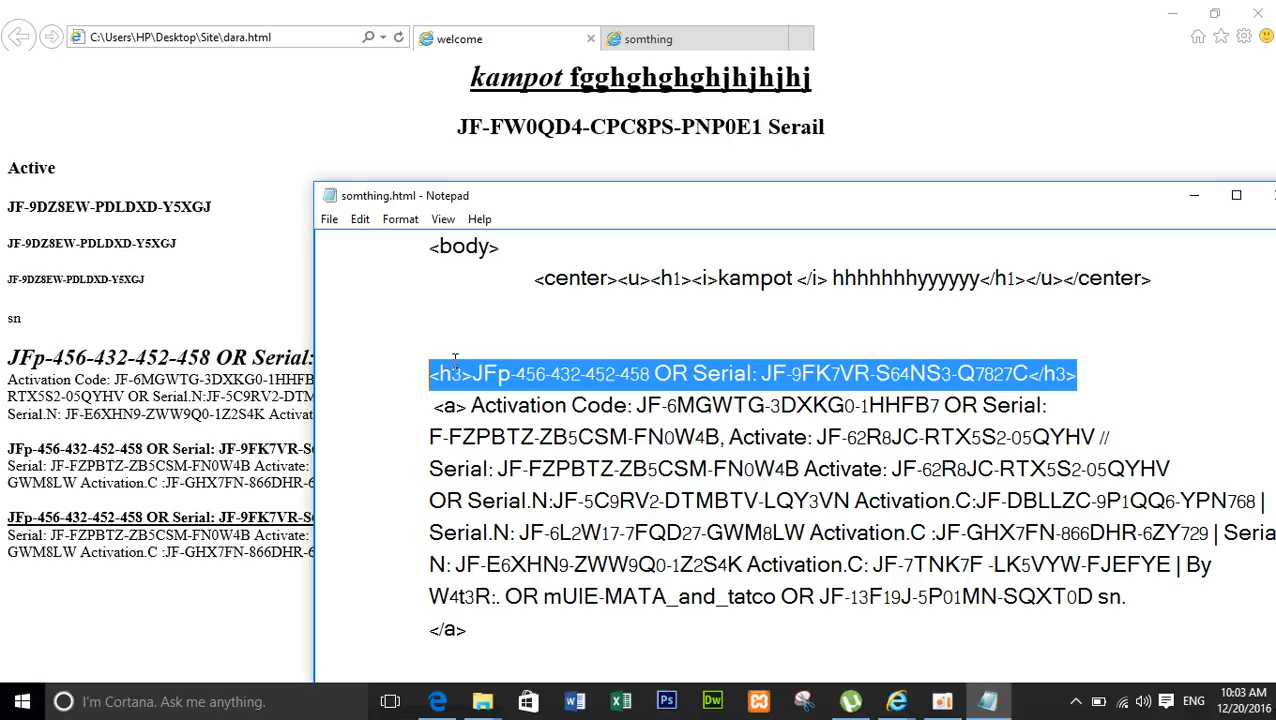 C:\Users\HP\Desktop\Site\dara.html
welcome
somthing
kampot fgghghghghjhjhjhj
JF-FW0QD4-CPC8PS-PNP0E1 Serail
Active
JF-9DZ8EW-PDLDXD-Y5XGJ
JF-9DZ8EW-PDLDXD-Y5XGJ
JF-9DZ8EW-PDLDXD-Y5XGJ
sn
JFp-456-432-452-458 OR Serial:
Activation Code: JF-6MGWTG-3DXKG0-1HHFB
RTX5S2-05QYHV OR Serial.N:JF-5C9RV2-DTM
Serial.N: JF-E6XHN9-ZWW9Q0-1Z2S4K Activat
JFp-456-432-452-458 OR Serial: JF-9FK7VR-S
Serial: JF-FZPBTZ-ZB5CSM-FN0W4B Activate:
GWM8LW Activation.C :JF-GHX7FN-866DHR-6
JFp-456-432-452-458 OR Serial: JF-9FK7VR-S
Serial: JF-FZPBTZ-ZB5CSM-FN0W4B Activate:
GWM8LW Activation.C :JF-GHX7FN-866DHR-6
somthing.html - Notepad
File Edit Format View Help
<body>
<center><u><h1><i>kampot </i> hhhhhhhyyyyyy</h1></u></center>
<h3>JFp-456-432-452-458 OR Serial: JF-9FK7VR-S64NS3-Q7827C</h3>
<a> Activation Code: JF-6MGWTG-3DXKG0-1HHFB7 OR Serial:
F-FZPBTZ-ZB5CSM-FN0W4B, Activate: JF-62R8JC-RTX5S2-05QYHV //
Serial: JF-FZPBTZ-ZB5CSM-FN0W4B Activate: JF-62R8JC-RTX5S2-05QYHV
OR Serial.N:JF-5C9RV2-DTMBTV-LQY3VN Activation.C:JF-DBLLZC-9P1QQ6-YPN768 |
Serial.N: JF-6L2W17-7FQD27-GWM8LW Activation.C :JF-GHX7FN-866DHR-6ZY729 | Seria
N: JF-E6XHN9-ZWW9Q0-1Z2S4K Activation.C: JF-7TNK7F -LK5VYW-FJEFYE | By
W4t3R:. OR mUIE-MATA_and_tatco OR JF-13F19J-5P01MN-SQXT0D sn.
</a>
I'm Cortana. Ask me anything.
ENG
10:03 AM
12/20/2016